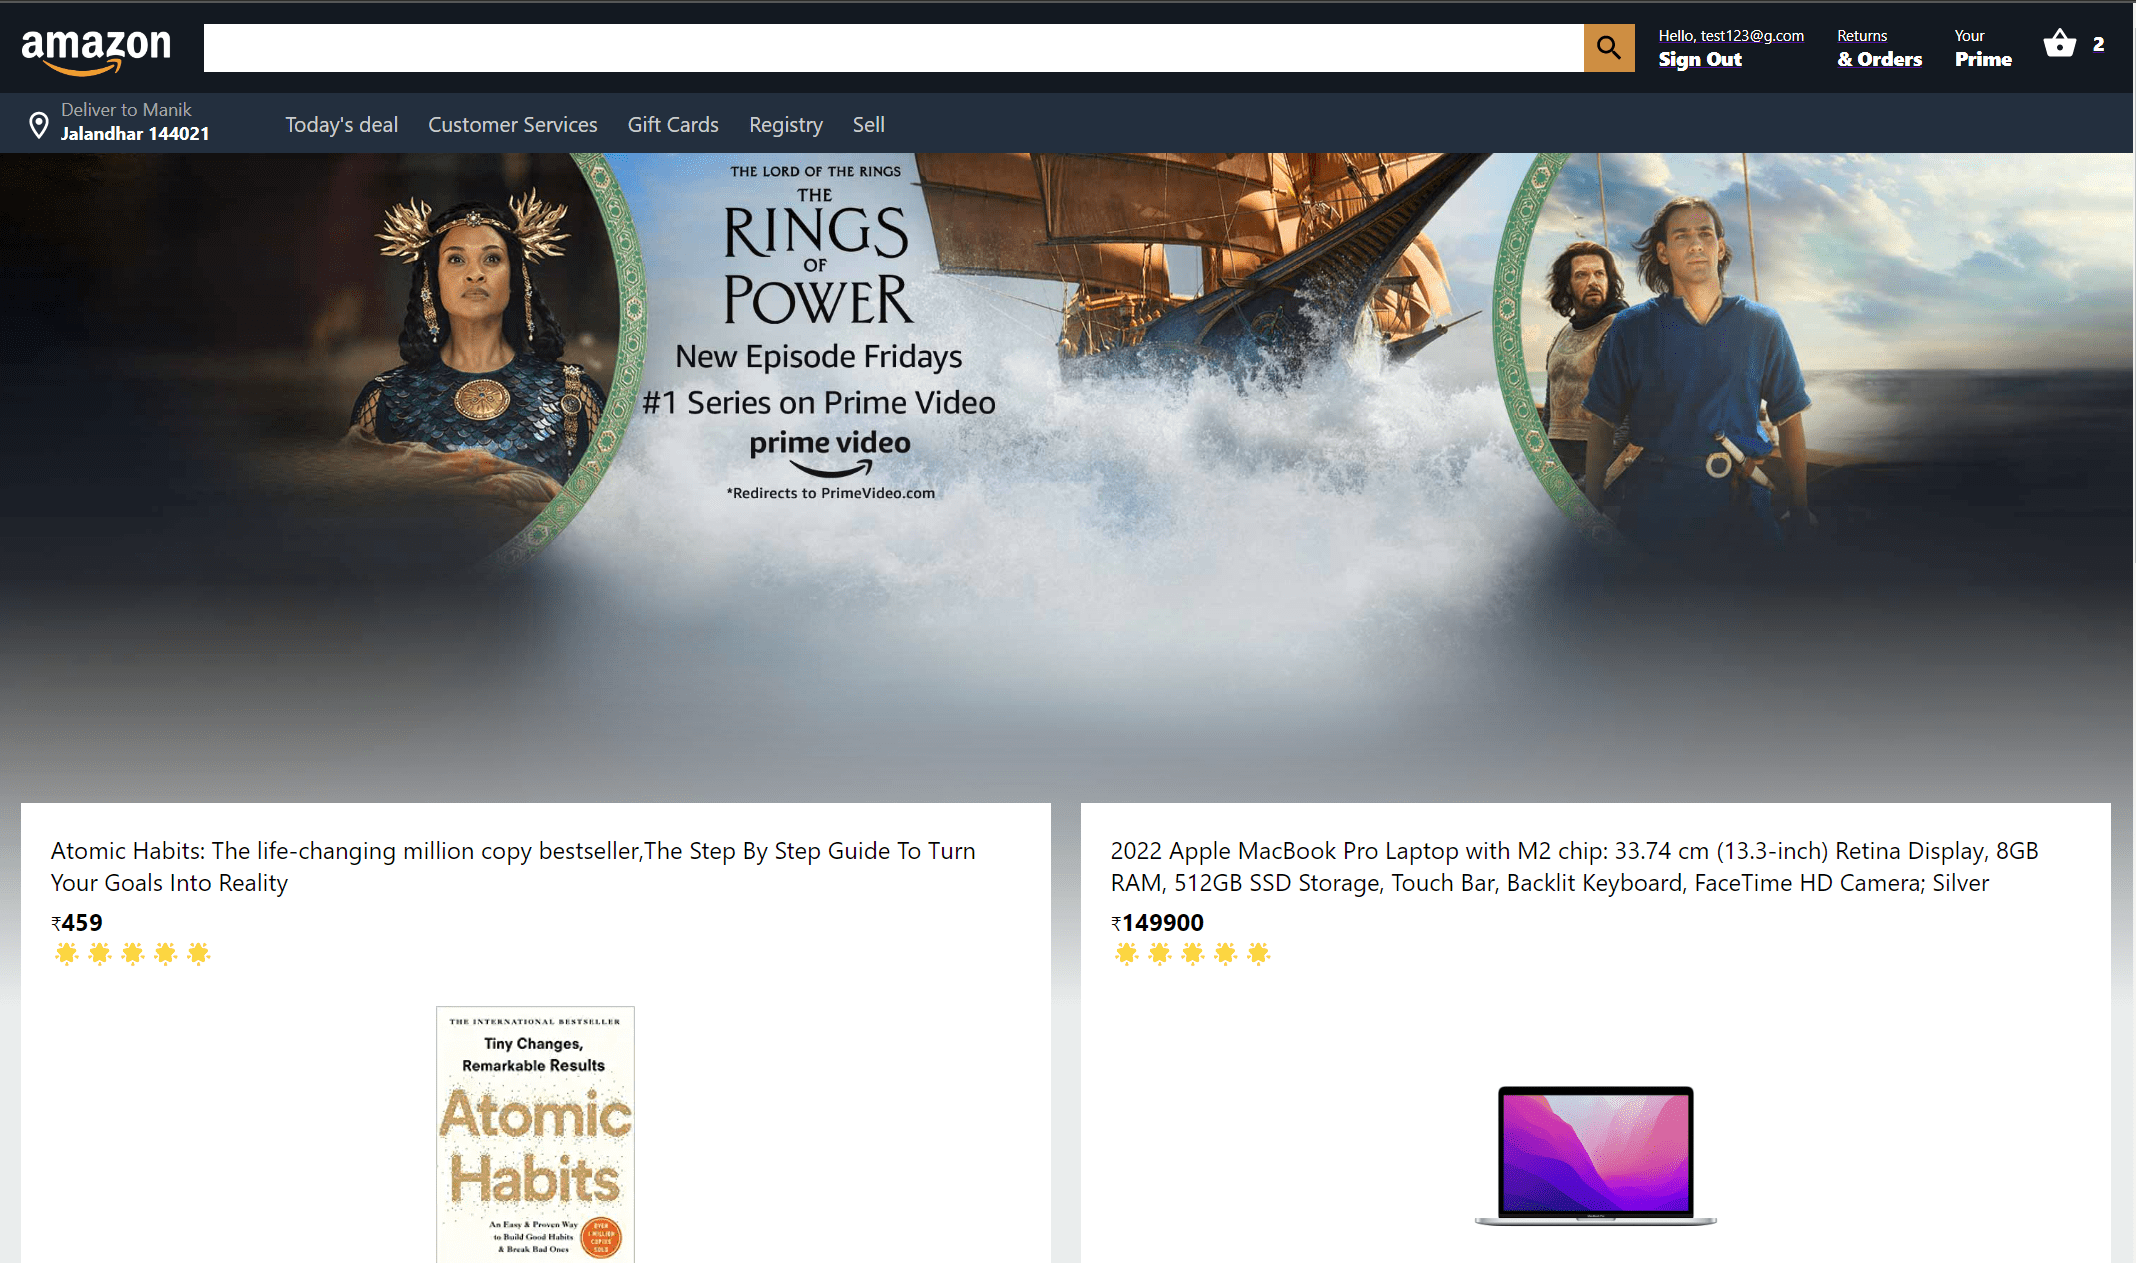 amazon
Hello, test123@g.com
Sign Out
Returns
& Orders
Your
Prime
2
Deliver to Manik
Jalandhar 144021
Today's deal
Customer Services
Gift Cards
Registry
Sell
THE LORD OF THE RINGS
THE
RINGS
OF
POWER
New Episode Fridays
#1 Series on Prime Video
prime video
*Redirects to PrimeVideo.com
Atomic Habits: The life-changing million copy bestseller,The Step By Step Guide To Turn
Your Goals Into Reality
₹459
THE INTERNATIONAL BESTSELLER
Tiny Changes,
Remarkable Results
Atomic
Habits
An Easy & Proven Way
to Build Good Habits
& Break Bad Ones
OVER
1 MILLION
COPIES
SOLD
2022 Apple MacBook Pro Laptop with M2 chip: 33.74 cm (13.3-inch) Retina Display, 8GB
RAM, 512GB SSD Storage, Touch Bar, Backlit Keyboard, FaceTime HD Camera; Silver
₹149900